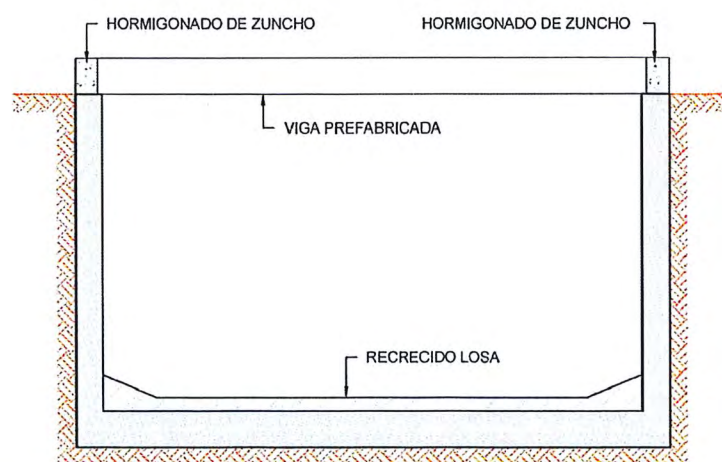 HORMIGONADO DE ZUNCHO
HORMIGONADO DE ZUNCHO
VIGA PREFABRICADA
RECRECIDO LOSA